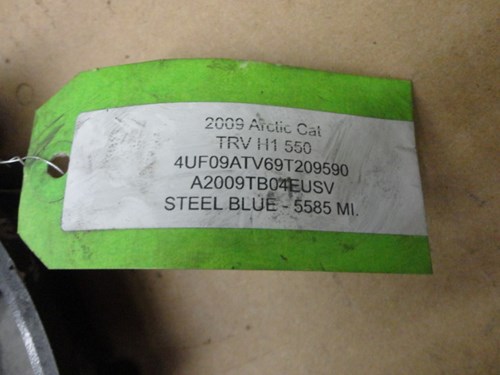 2009 Arctic Cat
TRV H1 550
4UF09ATV69T209590
A2009TB04EUSV
STEEL BLUE - 5585 MI.